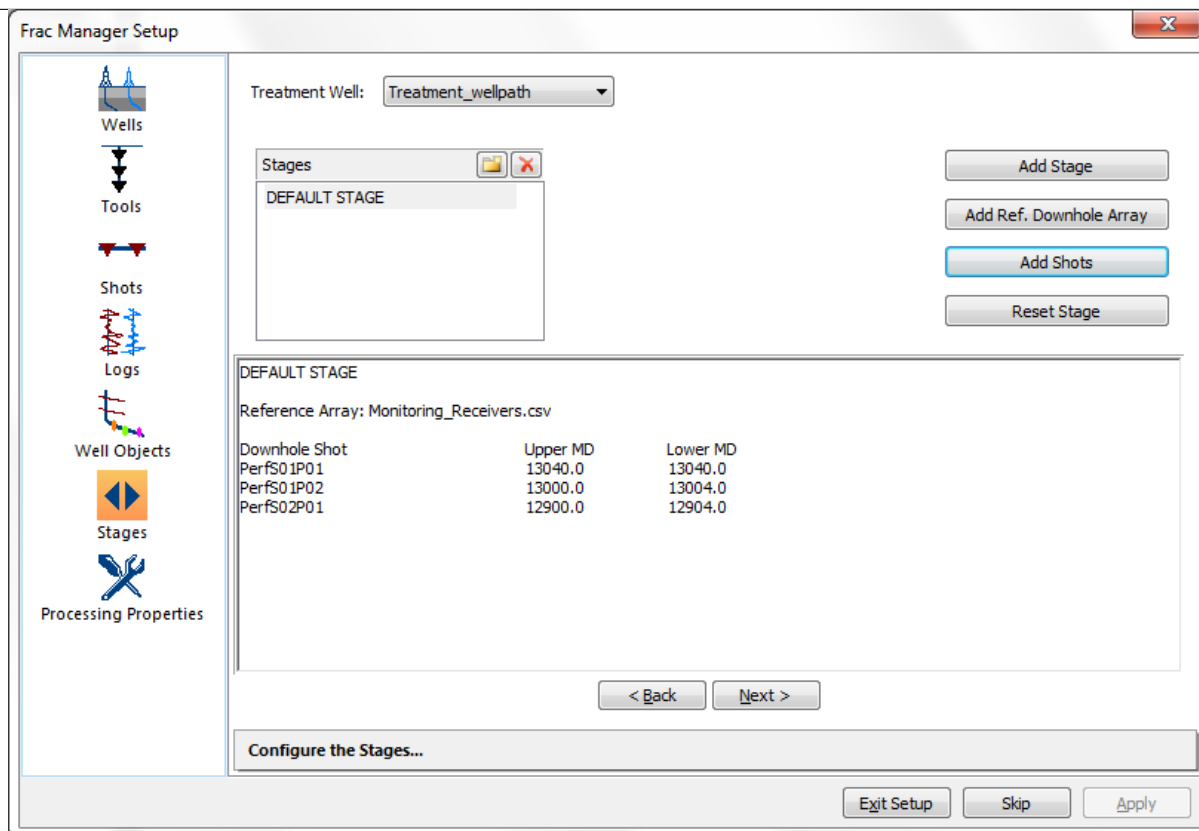 Frac Manager Setup
Wells
Tools
Shots
Logs
Well Objects
Stages
Processing Properties
Treatment Well: Treatment_wellpath
Stages
DEFAULT STAGE
Add Stage
Add Ref. Downhole Array
Add Shots
Reset Stage
DEFAULT STAGE
Reference Array: Monitoring_Receivers.csv
Downhole Shot Upper MD Lower MD
PerfS01P01 13040.0 13040.0
PerfS01P02 13000.0 13004.0
PerfS02P01 12900.0 12904.0
< Back Next >
Configure the Stages...
Exit Setup Skip Apply